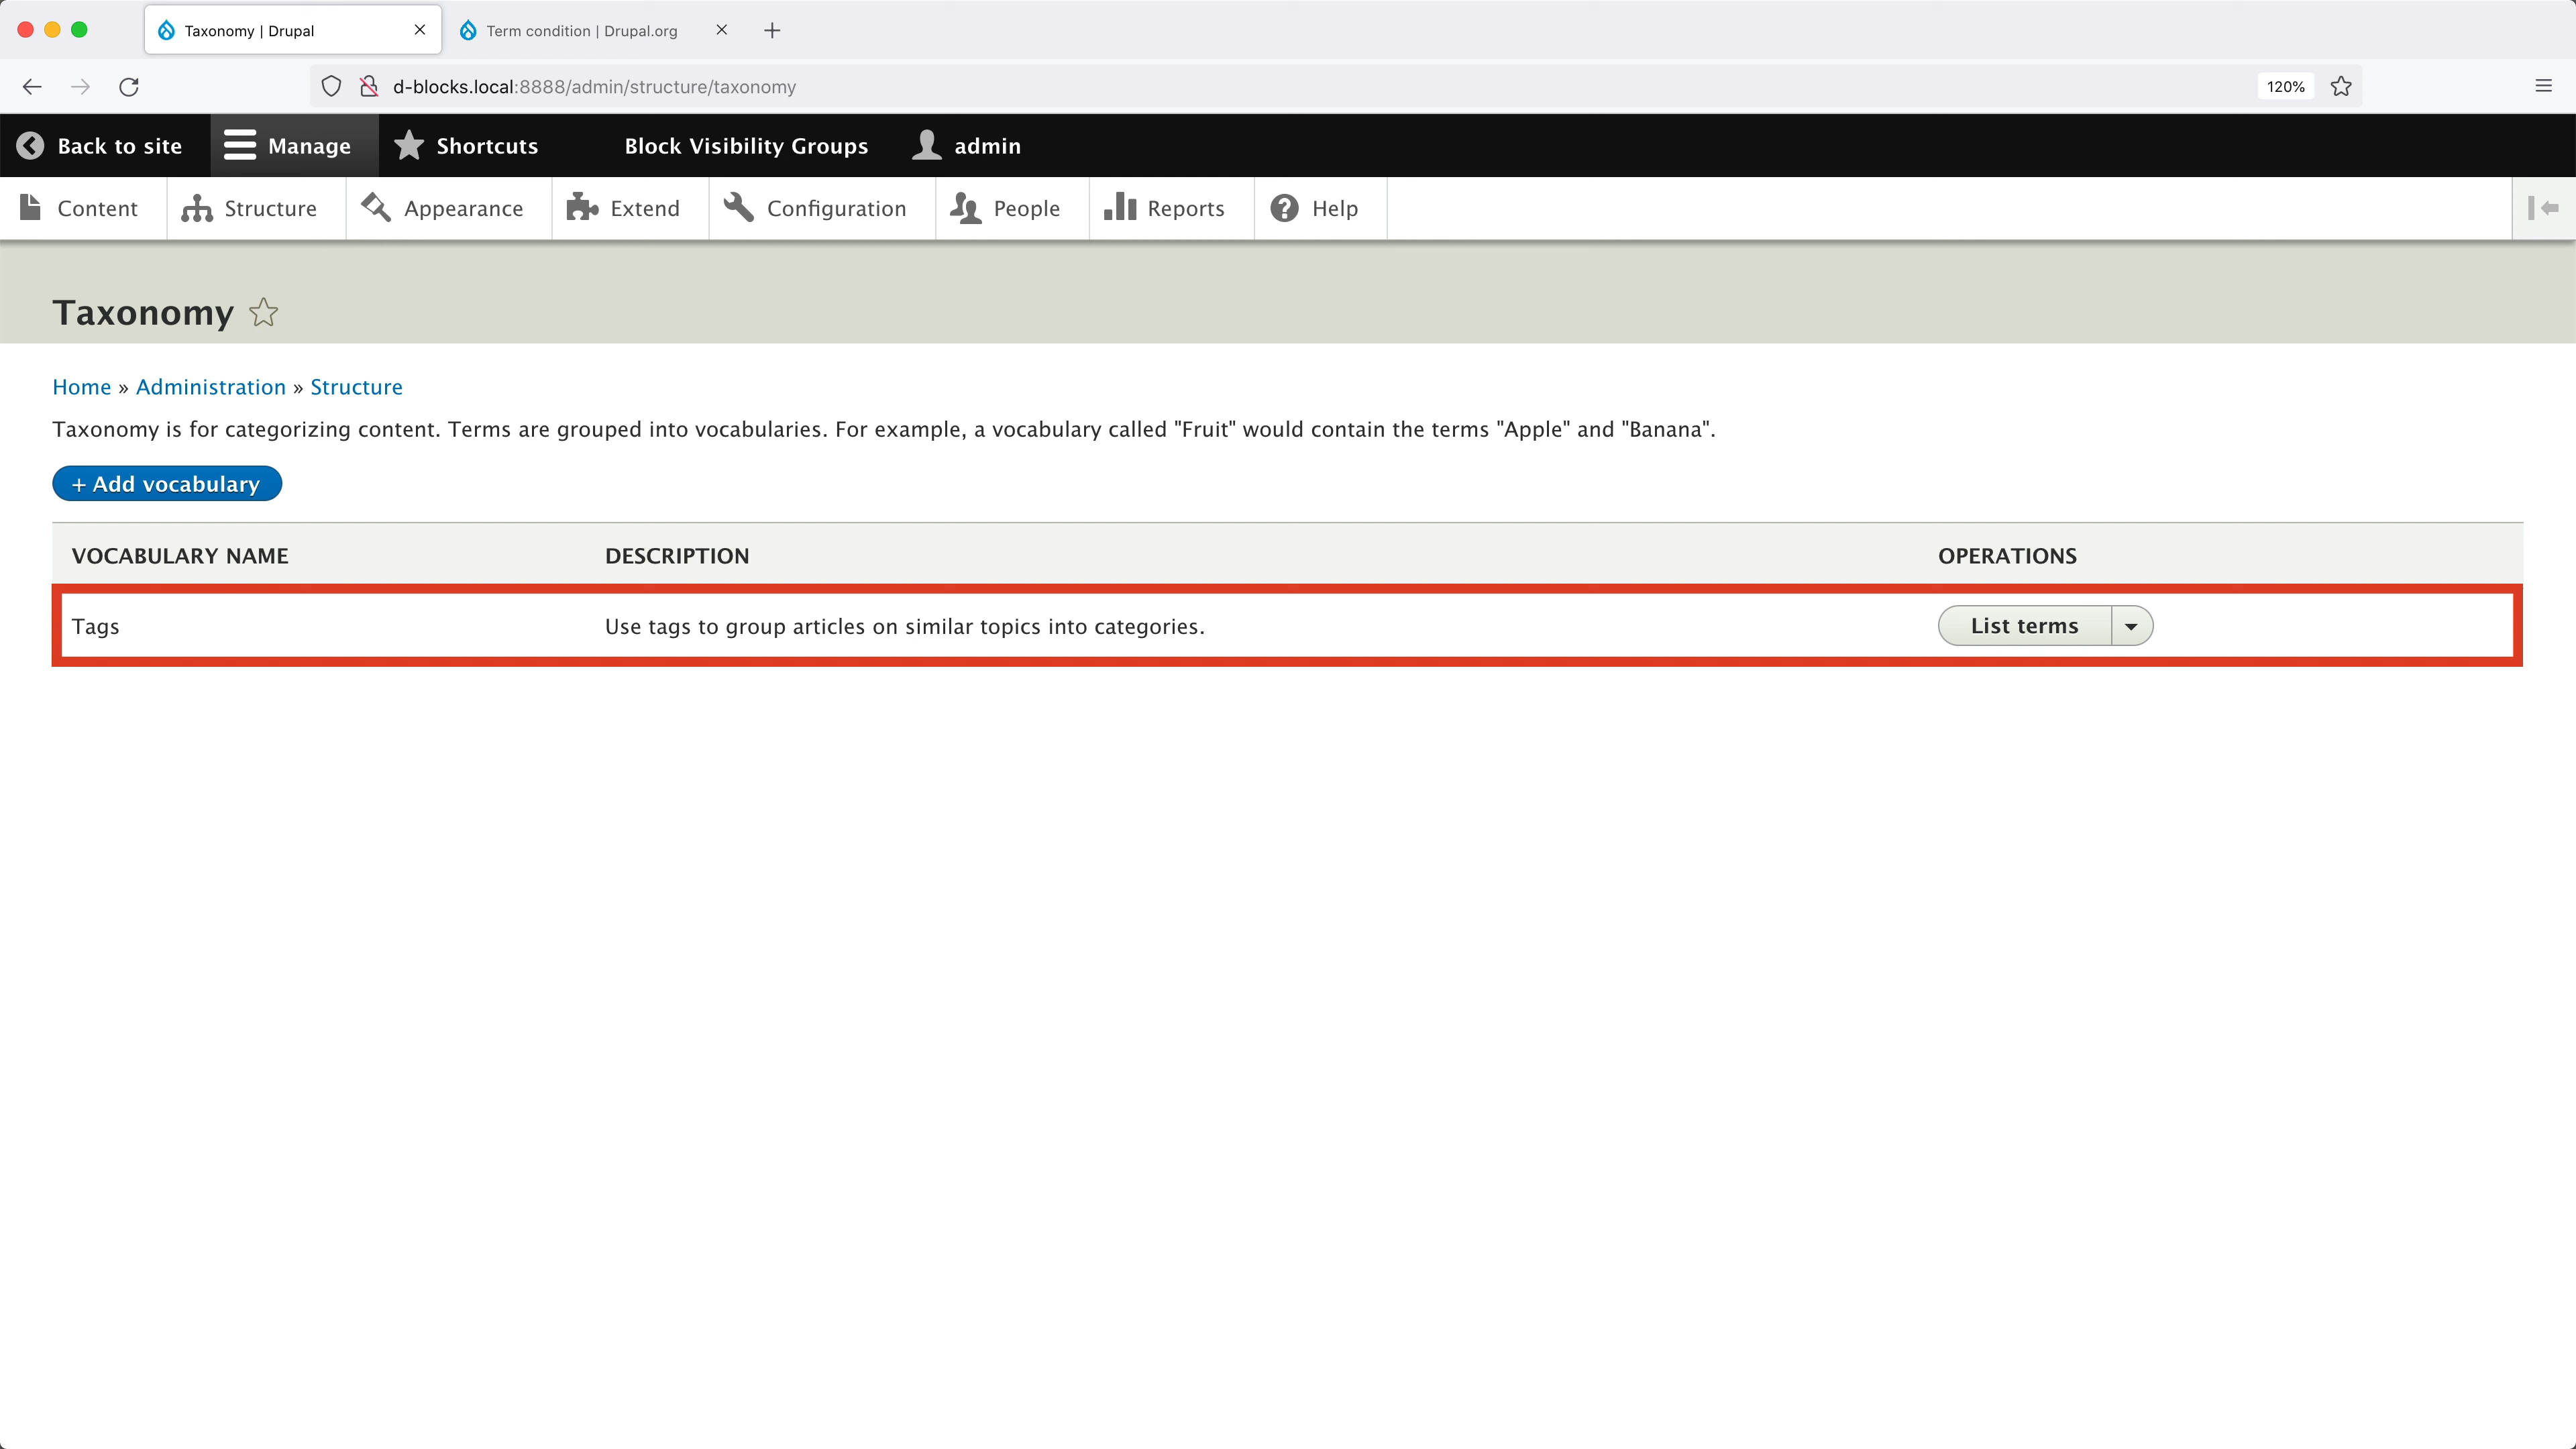 Taxonomy | Drupal
Term condition | Drupal.org
d-blocks.local:8888/admin/structure/taxonomy
120%
Back to site
Manage
Shortcuts
Block Visibility Groups
admin
Content
Structure
Appearance
Extend
Configuration
People
Reports
Help
Taxonomy
Home » Administration » Structure
Taxonomy is for categorizing content. Terms are grouped into vocabularies. For example, a vocabulary called "Fruit" would contain the terms "Apple" and "Banana".
+ Add vocabulary
VOCABULARY NAME DESCRIPTION OPERATIONS
Tags Use tags to group articles on similar topics into categories. List terms